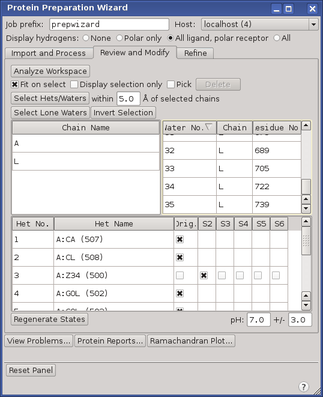 Protein Preparation Wizard
Job prefix: prepwizard Host: localhost (4)
Display hydrogens: None Polar only All ligand, polar receptor All
Import and Process Review and Modify Refine
Analyze Workspace
Fit on select Display selection only Pick Delete
Select Hets/Waters within 5.0 Å of selected chains
Select Lone Waters Invert Selection
Chain Name
A
L
Vater No. Chain esidue No
32 L 689
33 L 705
34 L 722
35 L 739
Het No. Het Name Orig. S2 S3 S4 S5 S6
1 A:CA (507)
2 A:CL (508)
3 A:Z34 (500)
4 A:GOL (502)
Regenerate States pH: 7.0 +/- 3.0
View Problems... Protein Reports... Ramachandran Plot...
Reset Panel
?